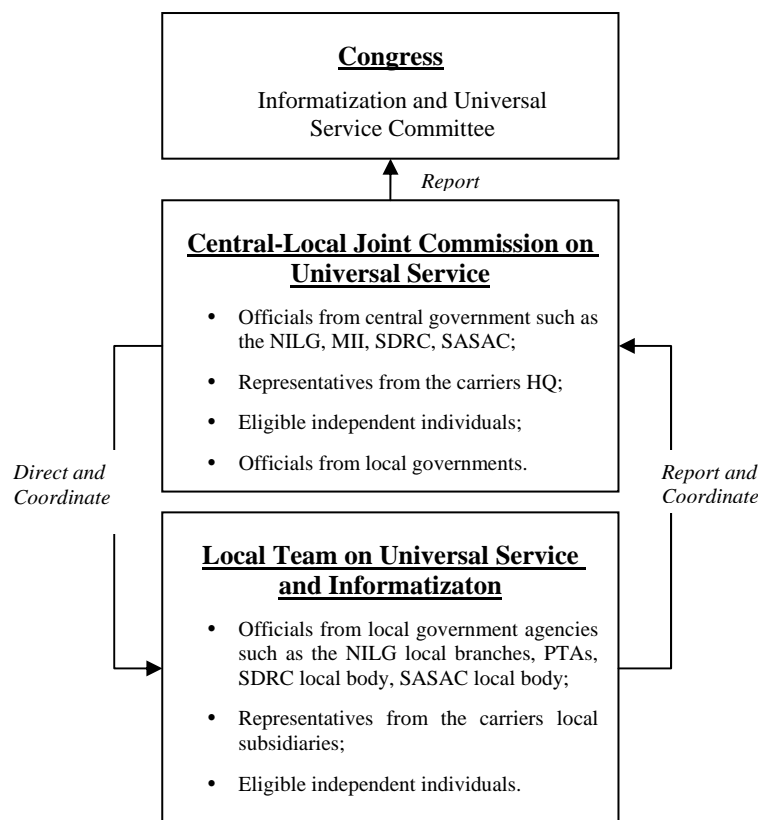 Congress
Informatization and Universal
Service Committee
Report
Central-Local Joint Commission on
Universal Service
• Officials from central government such as
the NILG, MII, SDRC, SASAC;
• Representatives from the carriers HQ;
• Eligible independent individuals;
• Officials from local governments.
Direct and
Coordinate
Report and
Coordinate
Local Team on Universal Service
and Informatizaton
• Officials from local government agencies
such as the NILG local branches, PTAs,
SDRC local body, SASAC local body;
• Representatives from the carriers local
subsidiaries;
• Eligible independent individuals.